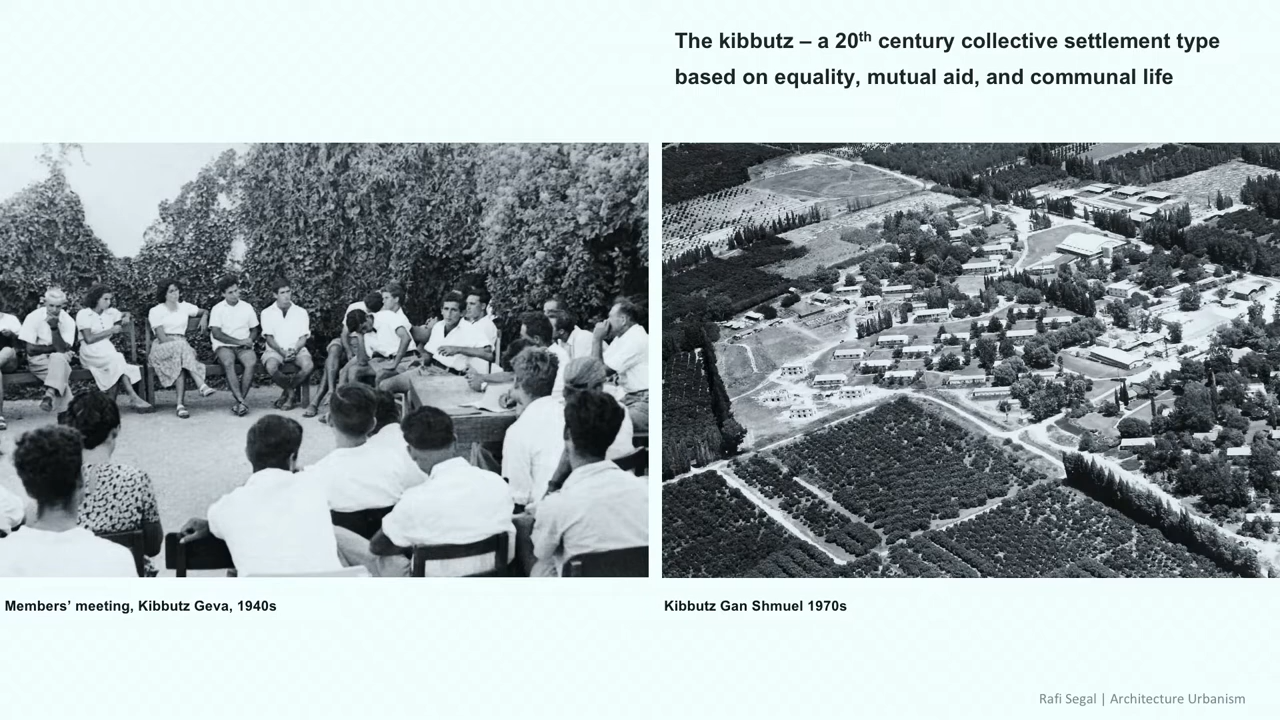 The kibbutz – a 20th century collective settlement type
based on equality, mutual aid, and communal life
Members’ meeting, Kibbutz Geva, 1940s
Kibbutz Gan Shmuel 1970s
Rafi Segal | Architecture Urbanism